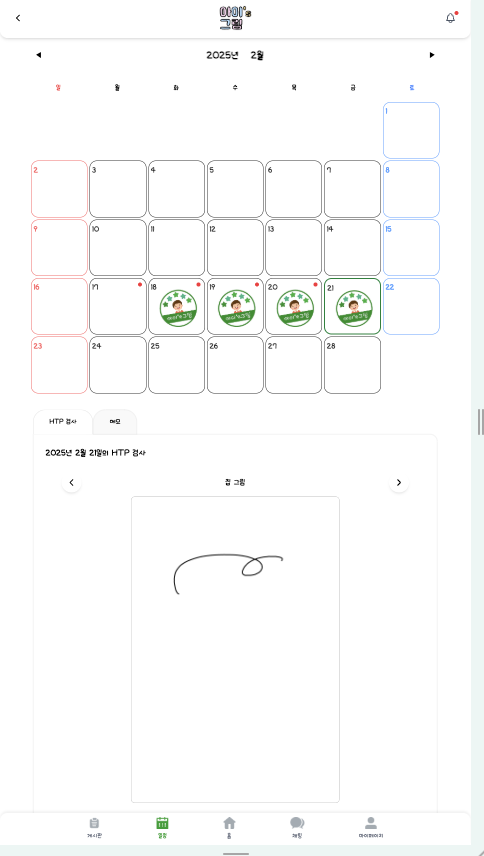 아이's
그림
2025년 2월
일 월 화 수 목 금 토
1
2 3 4 5 6 7 8
9 10 11 12 13 14 15
16 17 18 19 20 21 22
23 24 25 26 27 28
HTP 검사 메모
2025년 2월 21일의 HTP 검사
집 그림
게시판 일정 홈 채팅 마이페이지